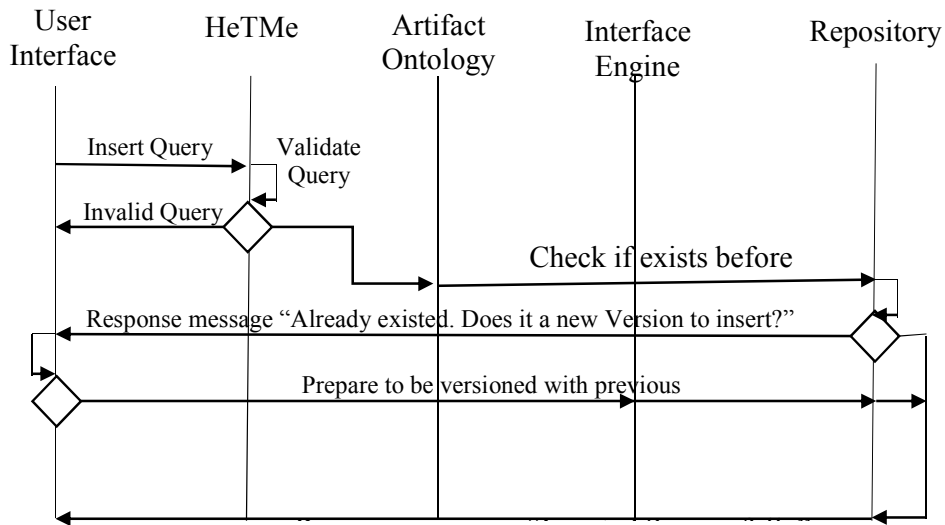 User
Interface
HeTMe
Artifact
Ontology
Interface
Engine
Repository
Insert Query
Validate
Query
Invalid Query
Check if exists before
Response message “Already existed. Does it a new Version to insert?”
Prepare to be versioned with previous